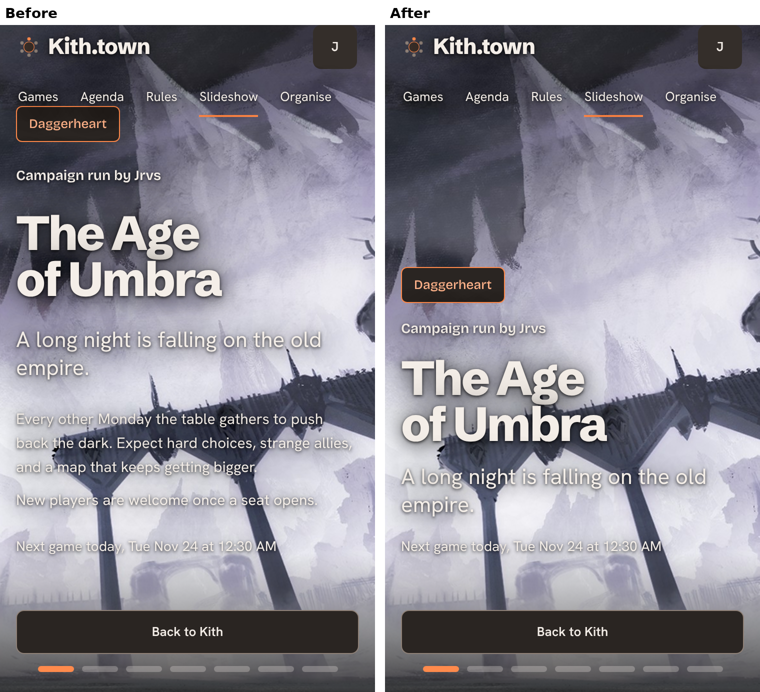 Before
Kith.town
J
Games Agenda Rules Slideshow Organise
Daggerheart
Campaign run by Jrvs
The Age
of Umbra
A long night is falling on the old
empire.
Every other Monday the table gathers to push
back the dark. Expect hard choices, strange allies,
and a map that keeps getting bigger.
New players are welcome once a seat opens.
Next game today, Tue Nov 24 at 12:30 AM
Back to Kith
After
Kith.town
J
Games Agenda Rules Slideshow Organise
Daggerheart
Campaign run by Jrvs
The Age
of Umbra
A long night is falling on the old
empire.
Next game today, Tue Nov 24 at 12:30 AM
Back to Kith